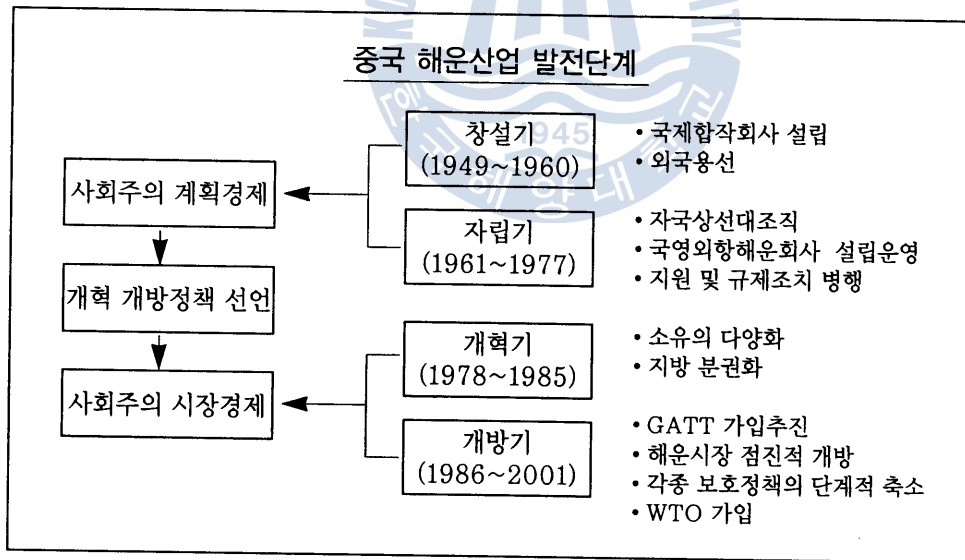 중국 해운산업 발전단계
창설기
(1949~1960)
• 국제합작회사 설립
• 외국용선
사회주의 계획경제
자립기
(1961~1977)
• 자국상선대조직
• 국영외항해운회사 설립운영
• 지원 및 규제조치 병행
개혁 개방정책 선언
개혁기
(1978~1985)
• 소유의 다양화
• 지방 분권화
사회주의 시장경제
개방기
(1986~2001)
• GATT 가입추진
• 해운시장 점진적 개방
• 각종 보호정책의 단계적 축소
• WTO 가입
1945